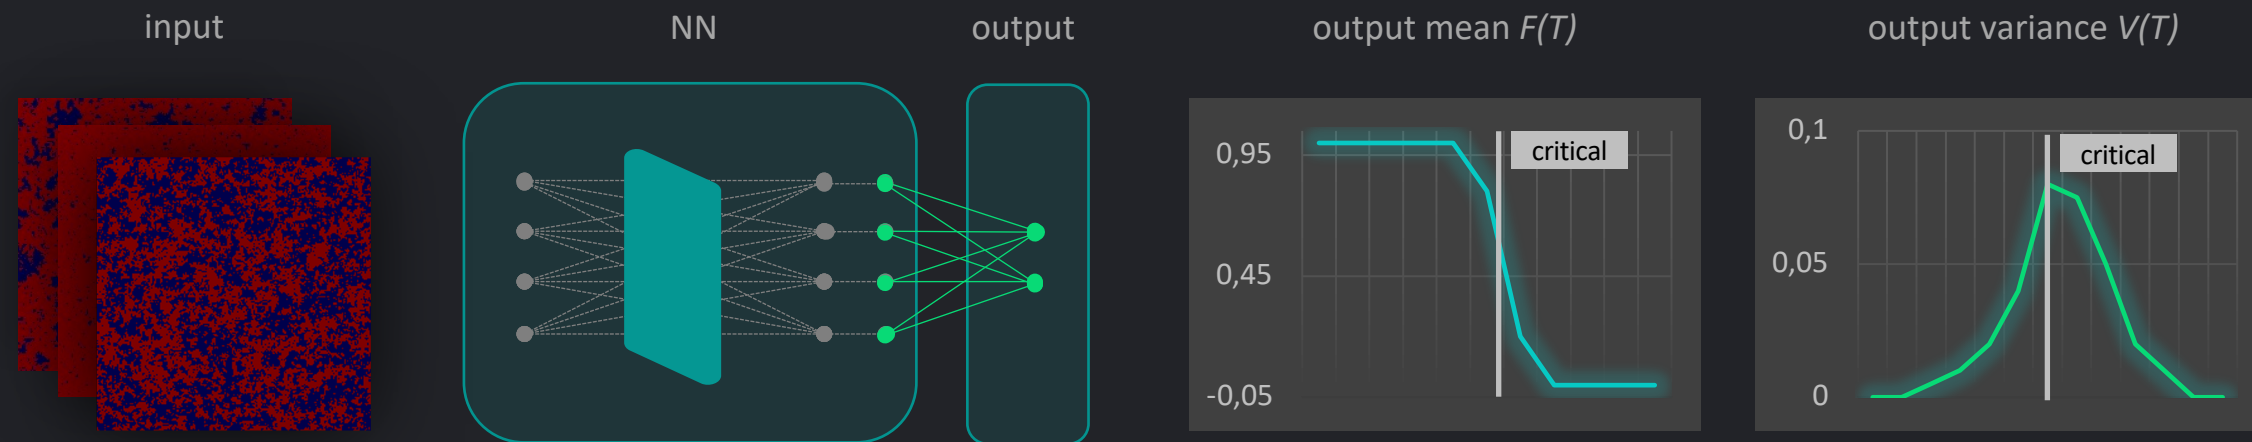 input
NN
output
output mean F(T)
output variance V(T)
0,95
0,45
-0,05
critical
0,1
0,05
0
critical